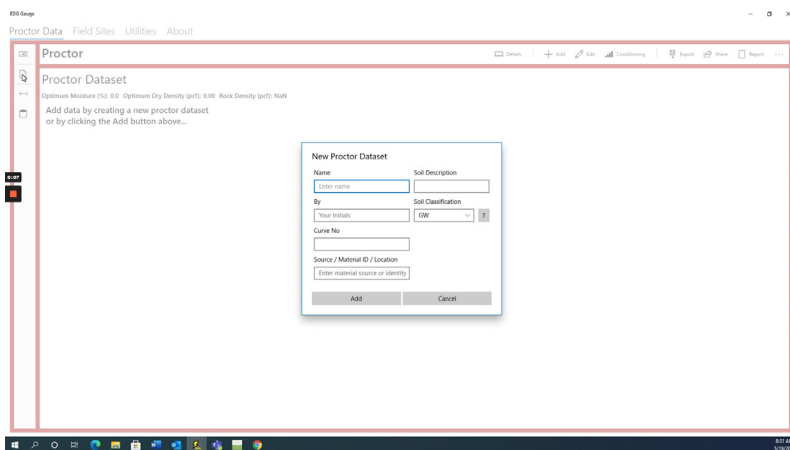 EDG Gauge
Proctor Data Field Sites Utilities About
Proctor
Details Add Edit Conditioning Export Share Report
Proctor Dataset
Optimum Moisture (%): 0.0 Optimum Dry Density (pcf): 0.00 Rock Density (pcf): NaN
Add data by creating a new proctor dataset
or by clicking the Add button above...
0:07
New Proctor Dataset
Name Soil Description
Enter name
By Soil Classification
Your Initials GW ?
Curve No
Source / Material ID / Location
Enter material source or identity
Add Cancel
8:11 AM